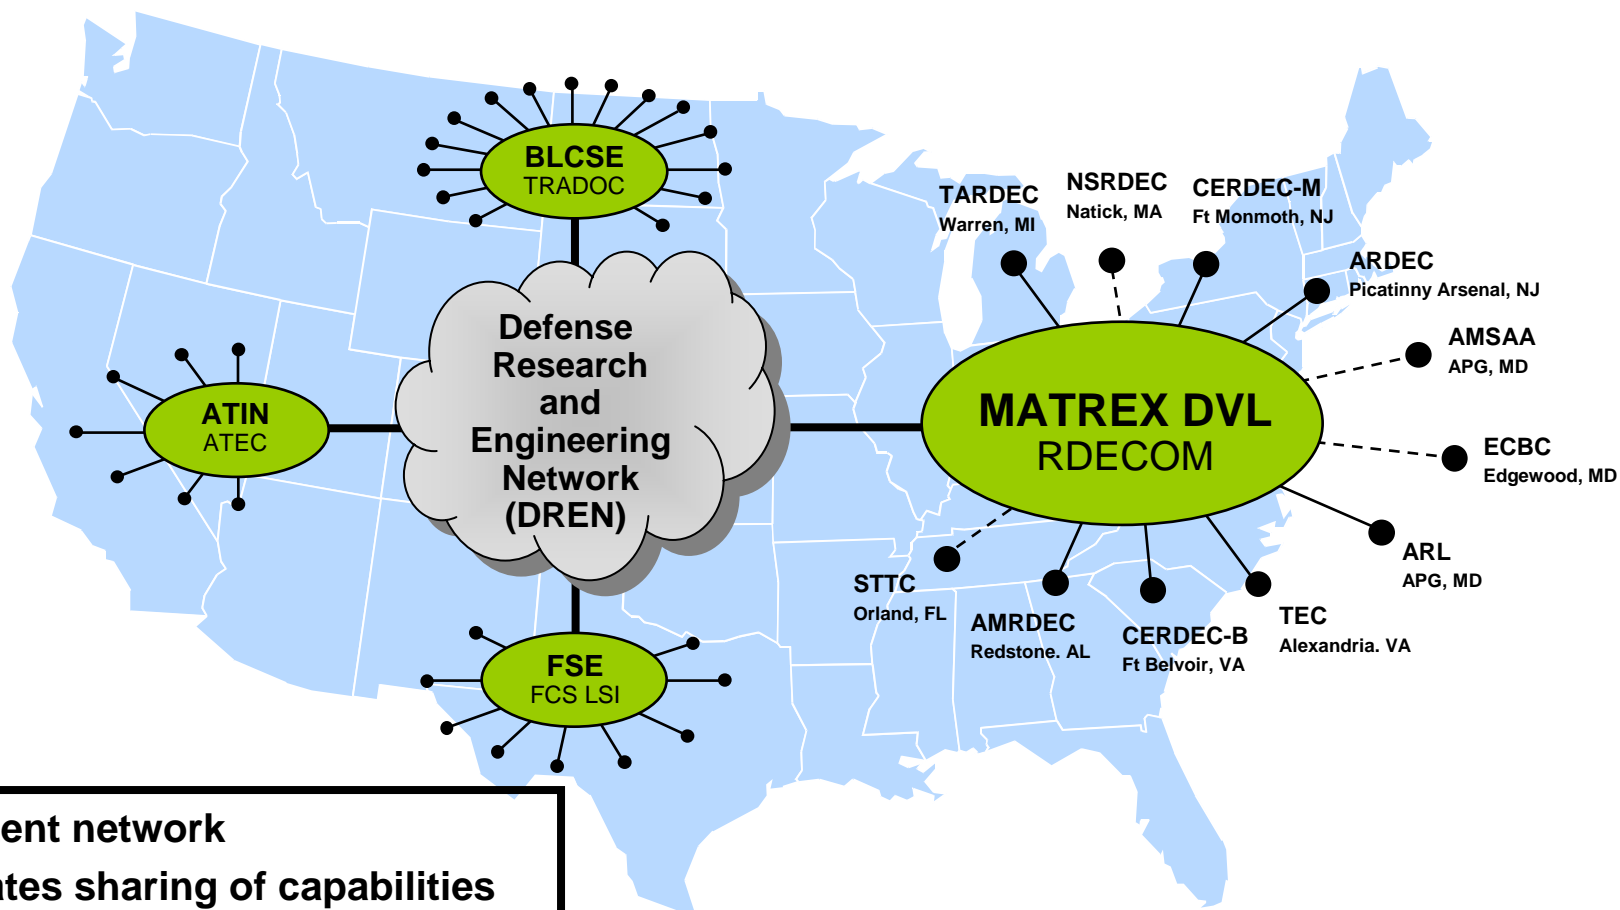 BLCSE
TRADOC
TARDEC
Warren, MI
NSRDEC
Natick, MA
CERDEC-M
Ft Monmoth, NJ
ARDEC
Picatinny Arsenal, NJ
AMSAA
APG, MD
ECBC
Edgewood, MD
ARL
APG, MD
TEC
Alexandria. VA
CERDEC-B
Ft Belvoir, VA
AMRDEC
Redstone. AL
STTC
Orland, FL
MATREX DVL
RDECOM
Defense
Research
and
Engineering
Network
(DREN)
ATIN
ATEC
FSE
FCS LSI
network
sharing of capabilities